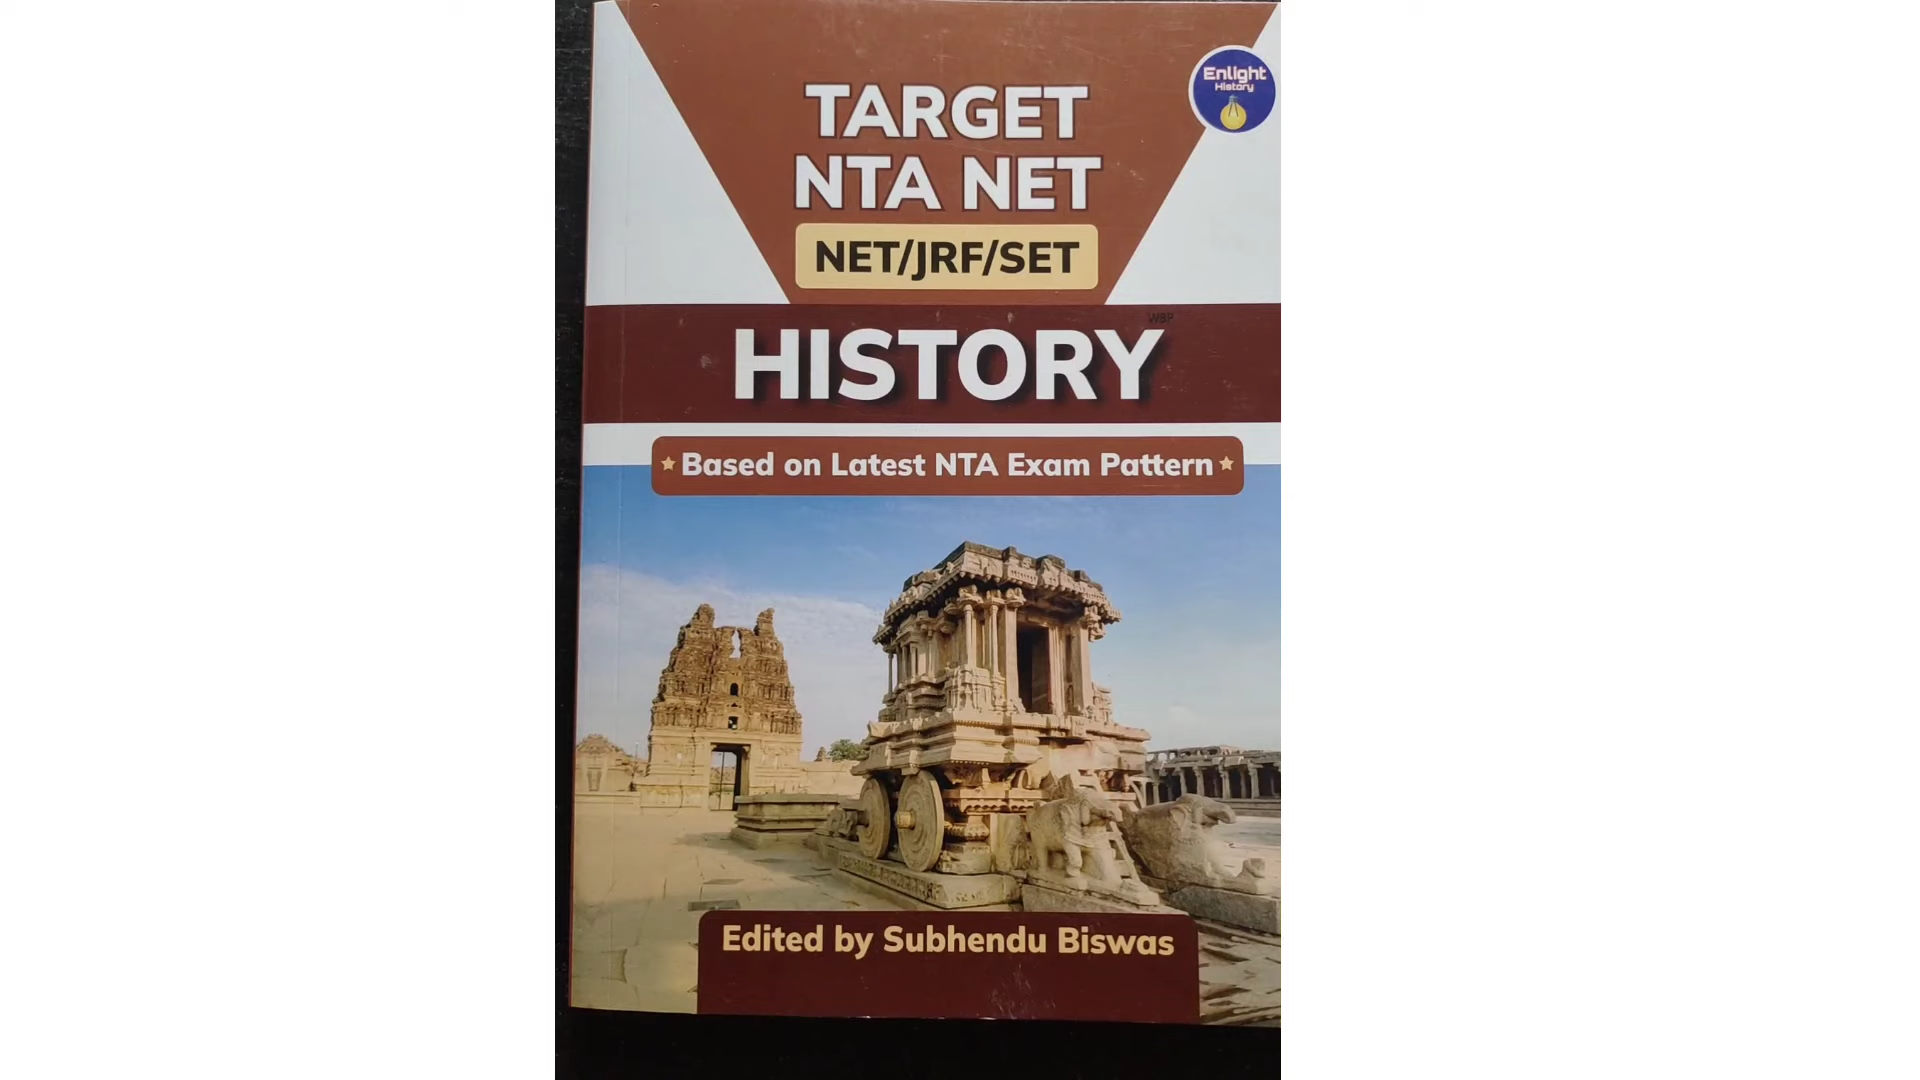 Enlight
History
TARGET
NTA NET
NET/JRF/SET
WBP
HISTORY
Based on Latest NTA Exam Pattern
Edited by Subhendu Biswas